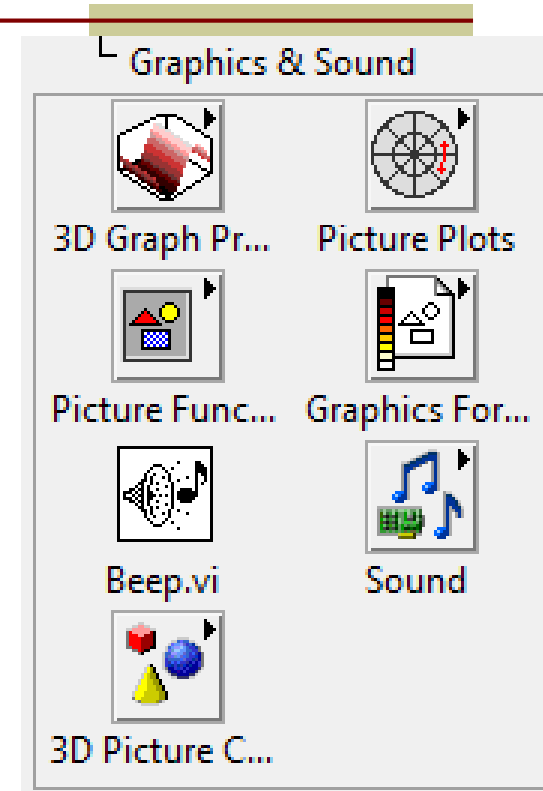 Graphics & Sound
3D Graph Pr... Picture Plots
Picture Func... Graphics For...
Beep.vi Sound
3D Picture C...